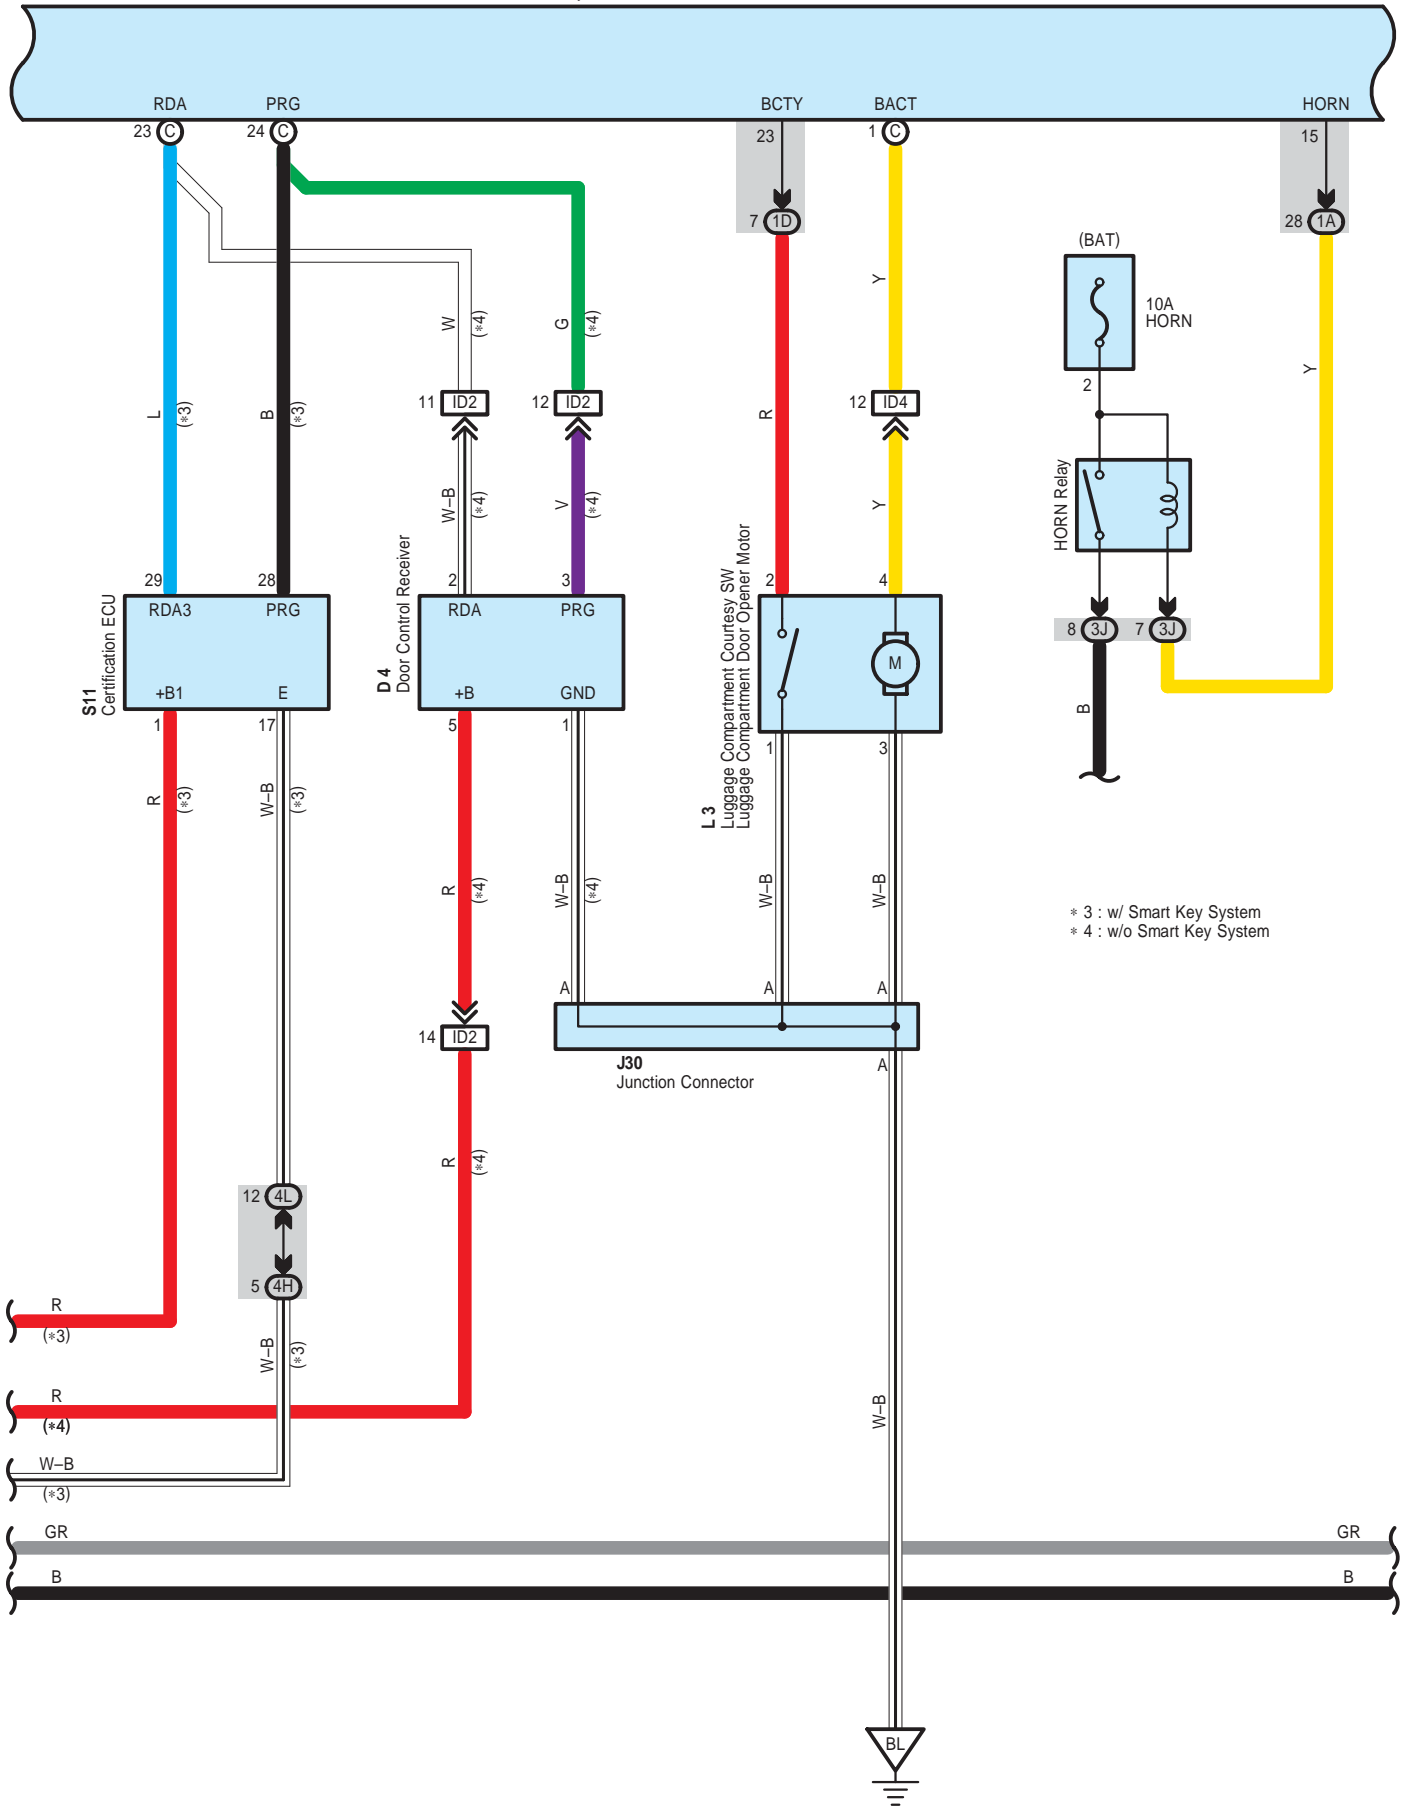 RDA PRG BCTY BACT HORN
23 C 24 C 23 1 C 15
7 1D 28 1A
(BAT)
10A
HORN
2
W (*4) G (*4) Y Y
11 ID2 12 ID2 12 ID4
L (*3) B (*3) R
W–B (*4) V (*4) Y
HORN Relay
29 28 2 3 2 4
S11
Certification ECU
RDA3 PRG
+B1 E
D 4
Door Control Receiver
RDA PRG
+B GND
L 3
Luggage Compartment Courtesy SW
Luggage Compartment Door Opener Motor
M
8 3J 7 3J
B
1 17 5 1 1 3
R (*3) W–B (*3)
R (*4) W–B (*4) W–B W–B
* 3 : w/ Smart Key System
* 4 : w/o Smart Key System
A A A
14 ID2
J30
Junction Connector
A
R (*4)
12 4L
5 4H
R
(*3)
W–B (*3)
R
(*4)
W–B
W–B
(*3)
GR GR
B B
BL